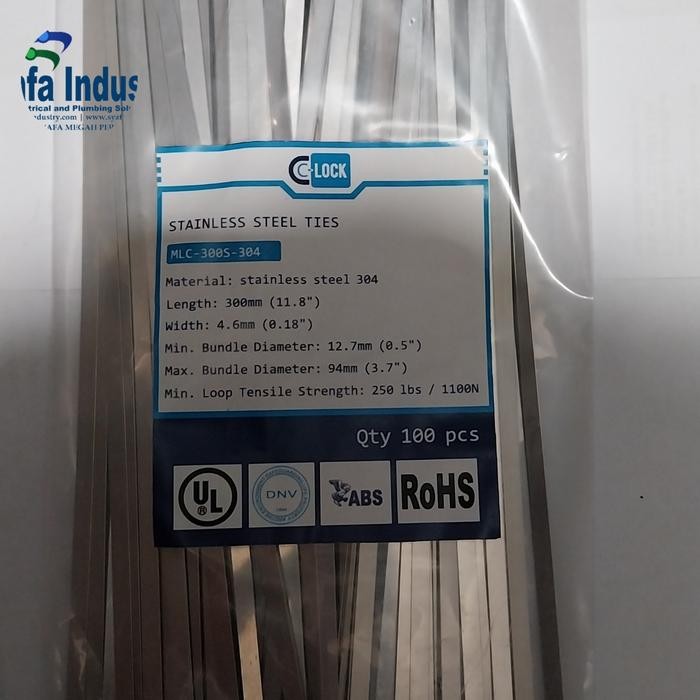 afa Indus
trical and Plumbing Sol
dustry.com | www.syaf
AFA MEGAH PER
C-LOCK
STAINLESS STEEL TIES
MLC-300S-304
Material: stainless steel 304
Length: 300mm (11.8")
Width: 4.6mm (0.18")
Min. Bundle Diameter: 12.7mm (0.5")
Max. Bundle Diameter: 94mm (3.7")
Min. Loop Tensile Strength: 250 lbs / 1100N
Qty 100 pcs
UL ® DNV ABS RoHS